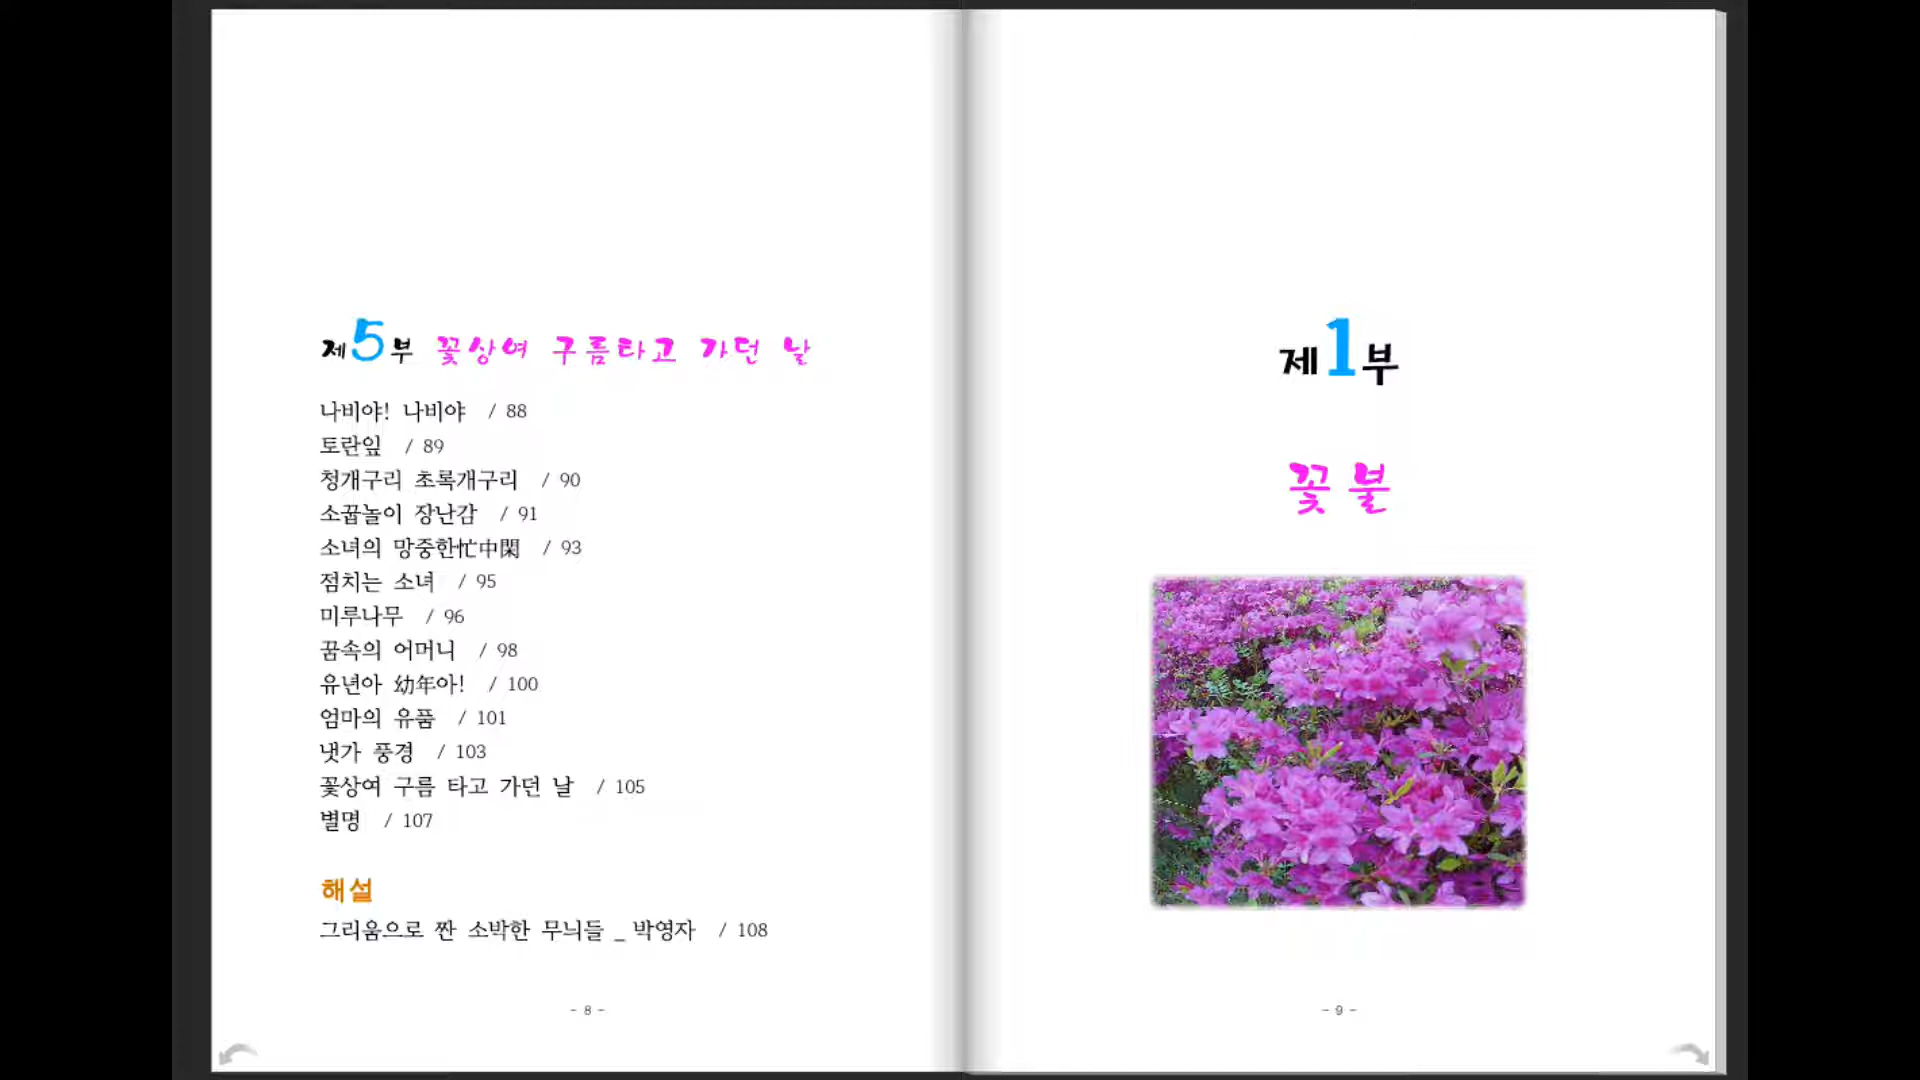 제5부 꽃상여 구름타고 가던 날
나비야! 나비야 / 88
토란잎 / 89
청개구리 초록개구리 / 90
소꿉놀이 장난감 / 91
소녀의 망중한忙中閑 / 93
점치는 소녀 / 95
미루나무 / 96
꿈속의 어머니 / 98
유년아 幼年아! / 100
엄마의 유품 / 101
냇가 풍경 / 103
꽃상여 구름 타고 가던 날 / 105
별명 / 107
해설
그리움으로 짠 소박한 무늬들 _ 박영자 / 108
- 8 -
제1부
꽃불
- 9 -